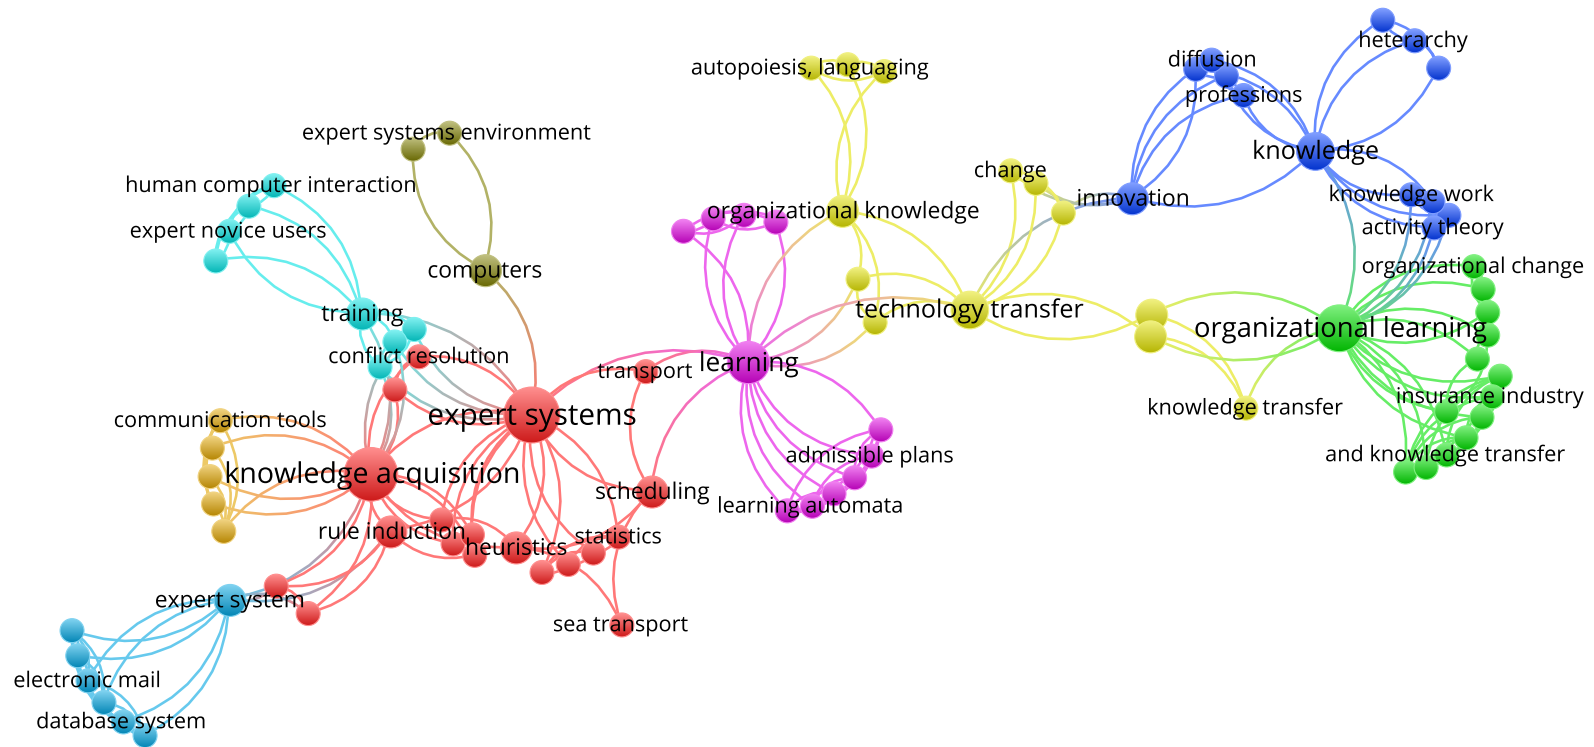 heterarchy
diffusion
autopoiesis, languaging
professions
expert systems environment
knowledge
change
human computer interaction
knowledge work
innovation
organizational knowledge
activity theory
expert novice users
organizational change
computers
technology transfer
training
organizational learning
conflict resolution
learning
transport
insurance industry
knowledge transfer
expert systems
communication tools
and knowledge transfer
admissible plans
knowledge acquisition
scheduling
learning automata
rule induction
statistics
heuristics
expert system
sea transport
electronic mail
database system